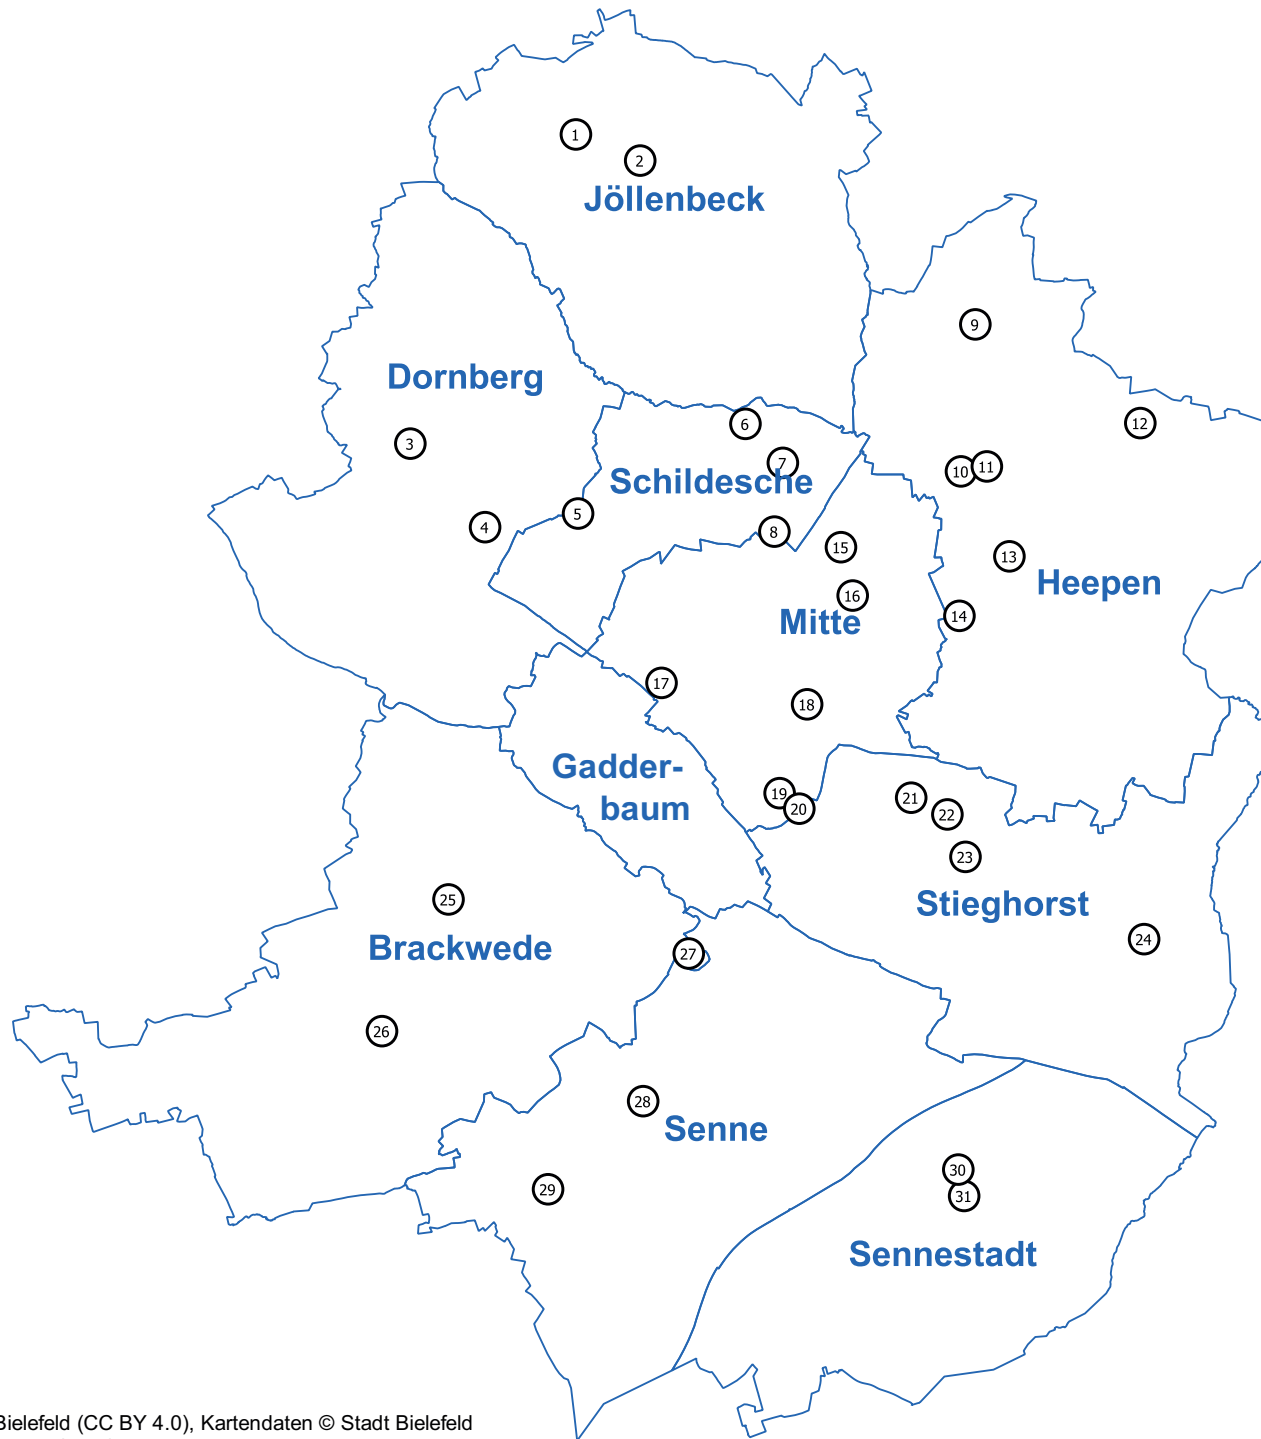 1
2
Jöllenbeck
9
Dornberg
12
6
3
7
10
11
Schildesche
5
4
8
15
13
Heepen
16
14
Mitte
17
18
Gadder-
baum
19
20
21
22
23
25
Stieghorst
24
Brackwede
27
26
28
Senne
30
29
31
Sennestadt
Bielefeld (CC BY 4.0), Kartendaten © Stadt Bielefeld